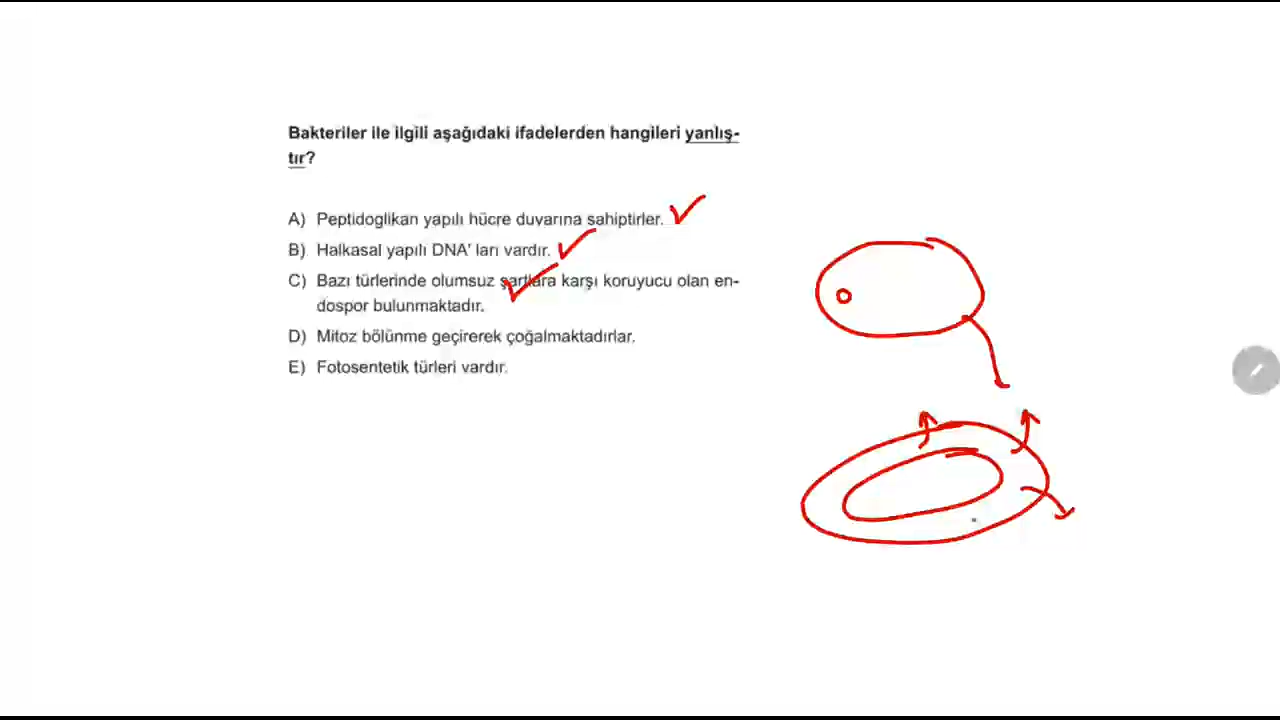 Bakteriler ile ilgili aşağıdaki ifadelerden hangileri yanlış-
tır?
A) Peptidoglikan yapılı hücre duvarına sahiptirler.
B) Halkasal yapılı DNA' ları vardır.
C) Bazı türlerinde olumsuz şartlara karşı koruyucu olan en-
dospor bulunmaktadır.
D) Mitoz bölünme geçirerek çoğalmaktadırlar.
E) Fotosentetik türleri vardır.